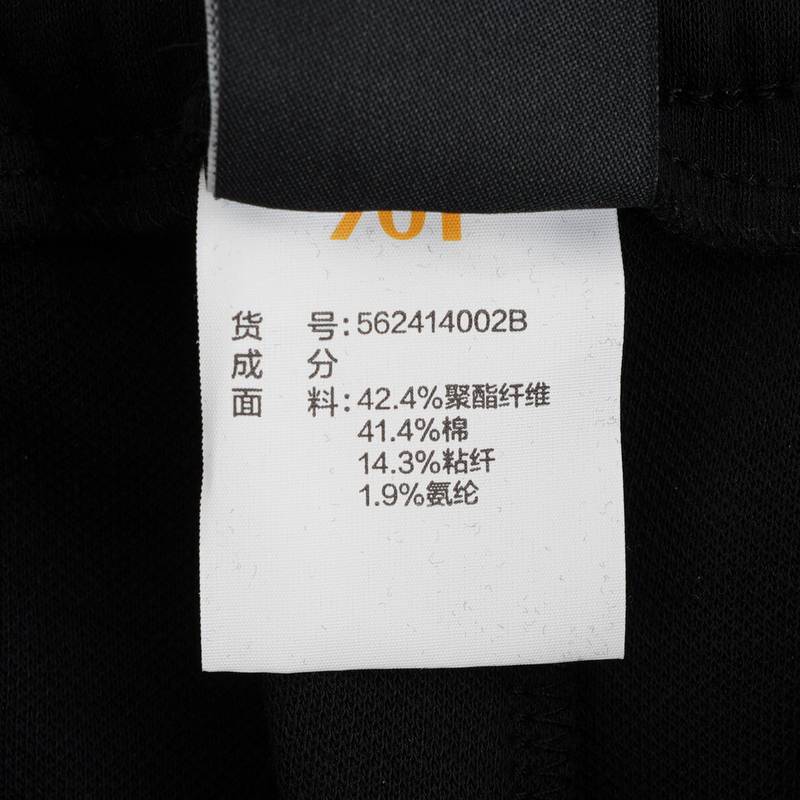 货 号:562414002B
成 分
面 料:42.4%聚酯纤维
41.4%棉
14.3%粘纤
1.9%氨纶